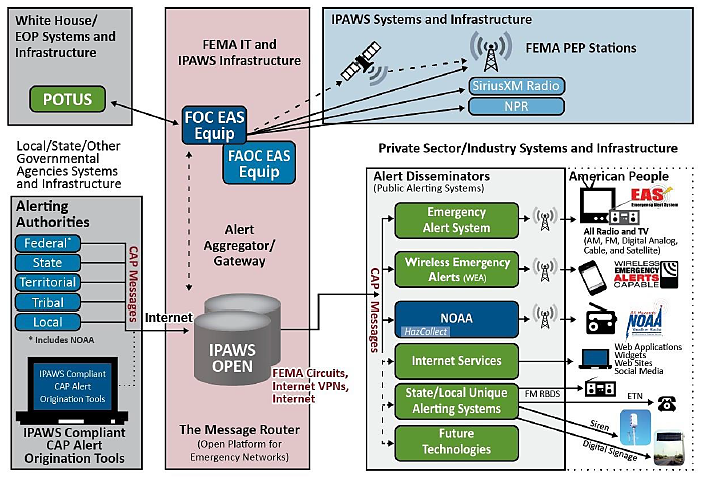 White House/
EOP Systems and
Infrastructure
POTUS
FEMA IT and
IPAWS Infrastructure
FOC EAS
Equip
FAOC EAS
Equip
IPAWS Systems and Infrastructure
FEMA PEP Stations
SiriusXM Radio
NPR
Local/State/Other
Governmental
Agencies Systems
and Infrastructure
Alerting
Authorities
Federal*
State
Territorial
Tribal
Local
* Includes NOAA
CAP Messages
IPAWS Compliant
CAP Alert
Origination Tools
IPAWS Compliant
CAP Alert
Origination Tools
Internet
Alert
Aggregator/
Gateway
IPAWS
OPEN
FEMA Circuits,
Internet VPNs,
Internet
The Message Router
(Open Platform for
Emergency Networks)
Private Sector/Industry Systems and Infrastructure
Alert Disseminators
(Public Alerting Systems)
CAP Messages
Emergency
Alert System
Wireless Emergency
Alerts (WEA)
NOAA
HazCollect
Internet Services
State/Local Unique
Alerting Systems
Future
Technologies
American People
EAS
Emergency Alert System
All Radio and TV
(AM, FM, Digital Analog,
Cable, and Satellite)
WIRELESS
EMERGENCY
ALERTS
CAPABLE
NOAA
Web Applications
Widgets
Web Sites
Social Media
FM RBDS
ETN
Siren
Digital Signage